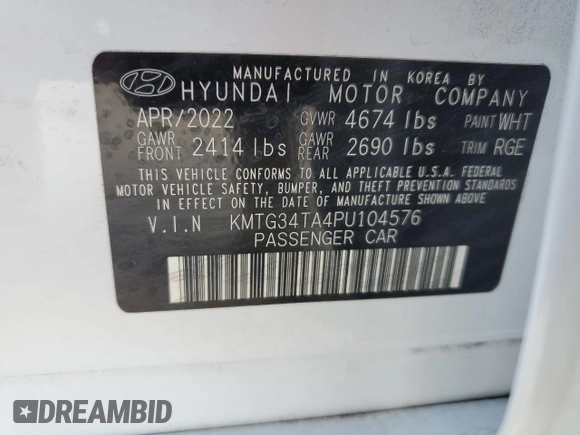 MANUFACTURED IN KOREA BY
HYUNDAI MOTOR COMPANY
APR/2022 GVWR 4674 lbs PAINT WHT
GAWR FRONT 2414 lbs GAWR REAR 2690 lbs TRIM RGE
THIS VEHICLE CONFORMS TO ALL APPLICABLE U.S.A. FEDERAL
MOTOR VEHICLE SAFETY, BUMPER, AND THEFT PREVENTION STANDARDS
IN EFFECT ON THE DATE OF MANUFACTURE SHOWN ABOVE
V.I.N KMTG34TA4PU104576
PASSENGER CAR
DREAMBID